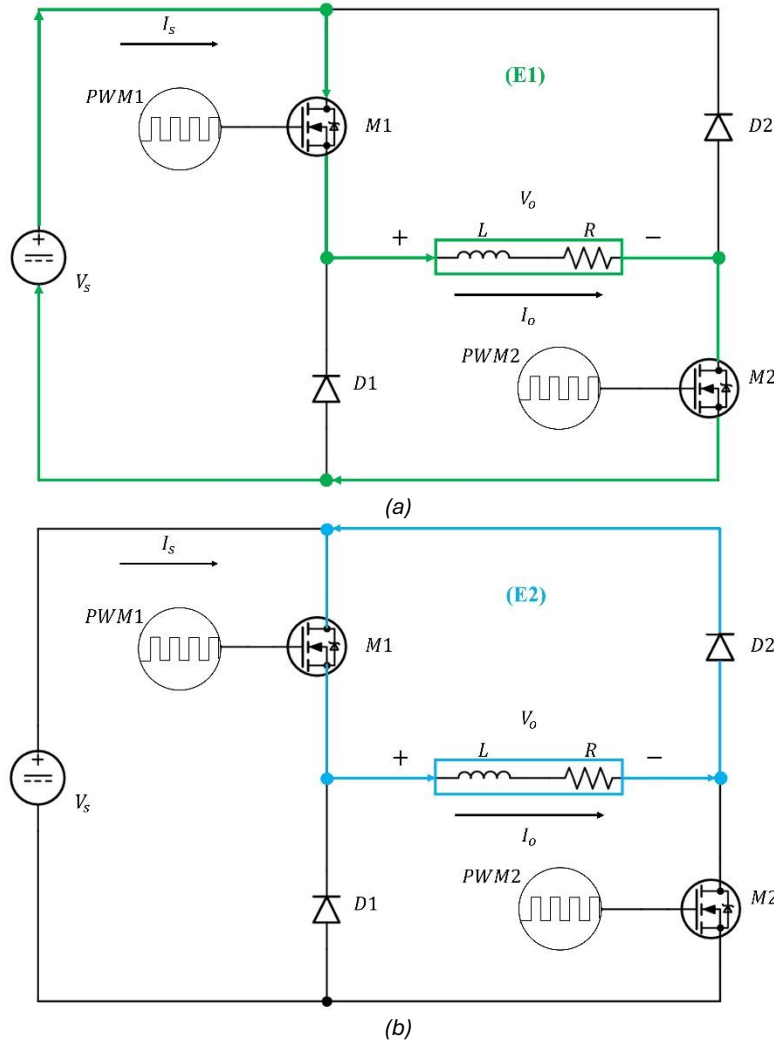 I_s
(E1)
PWM1
M1
D2
V_o
+ L R −
+
V_s
I_o
PWM2
D1
M2
(a)
I_s
(E2)
PWM1
M1
D2
V_o
+ L R −
+
V_s
I_o
PWM2
D1
M2
(b)